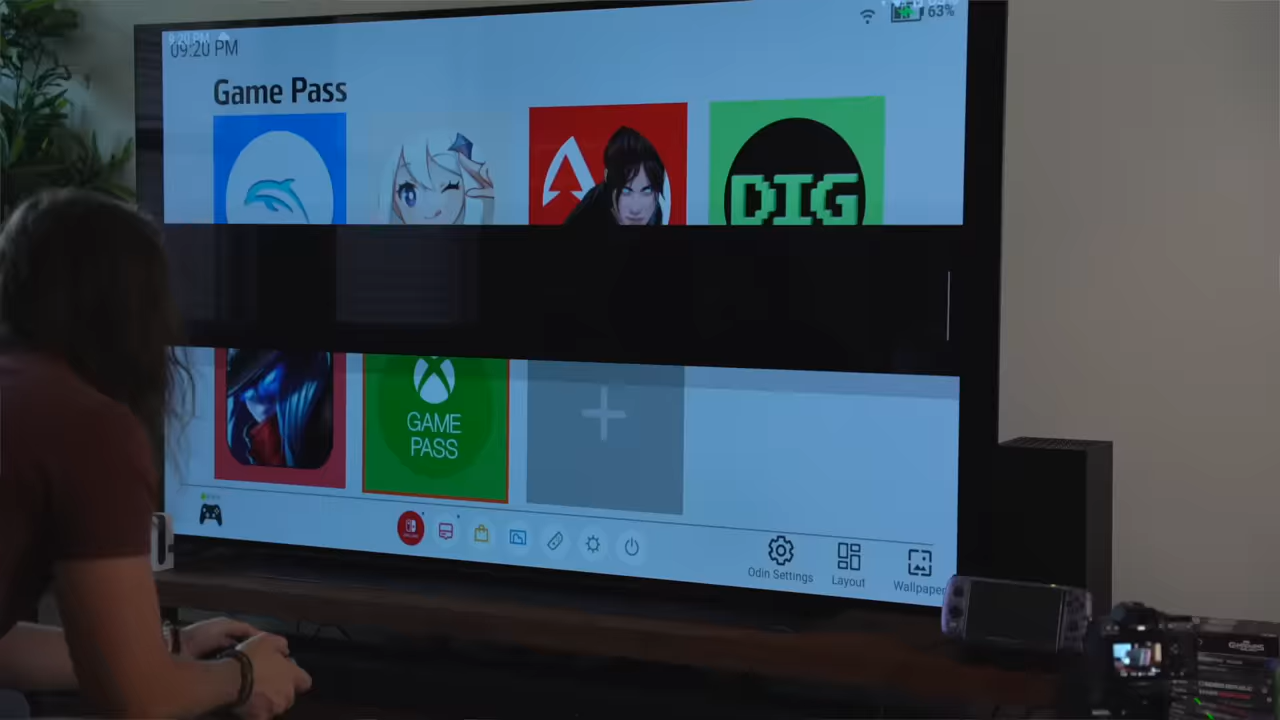 09:20 PM
63%
Game Pass
DIG
GAME
PASS
Odin Settings
Layout
Wallpaper